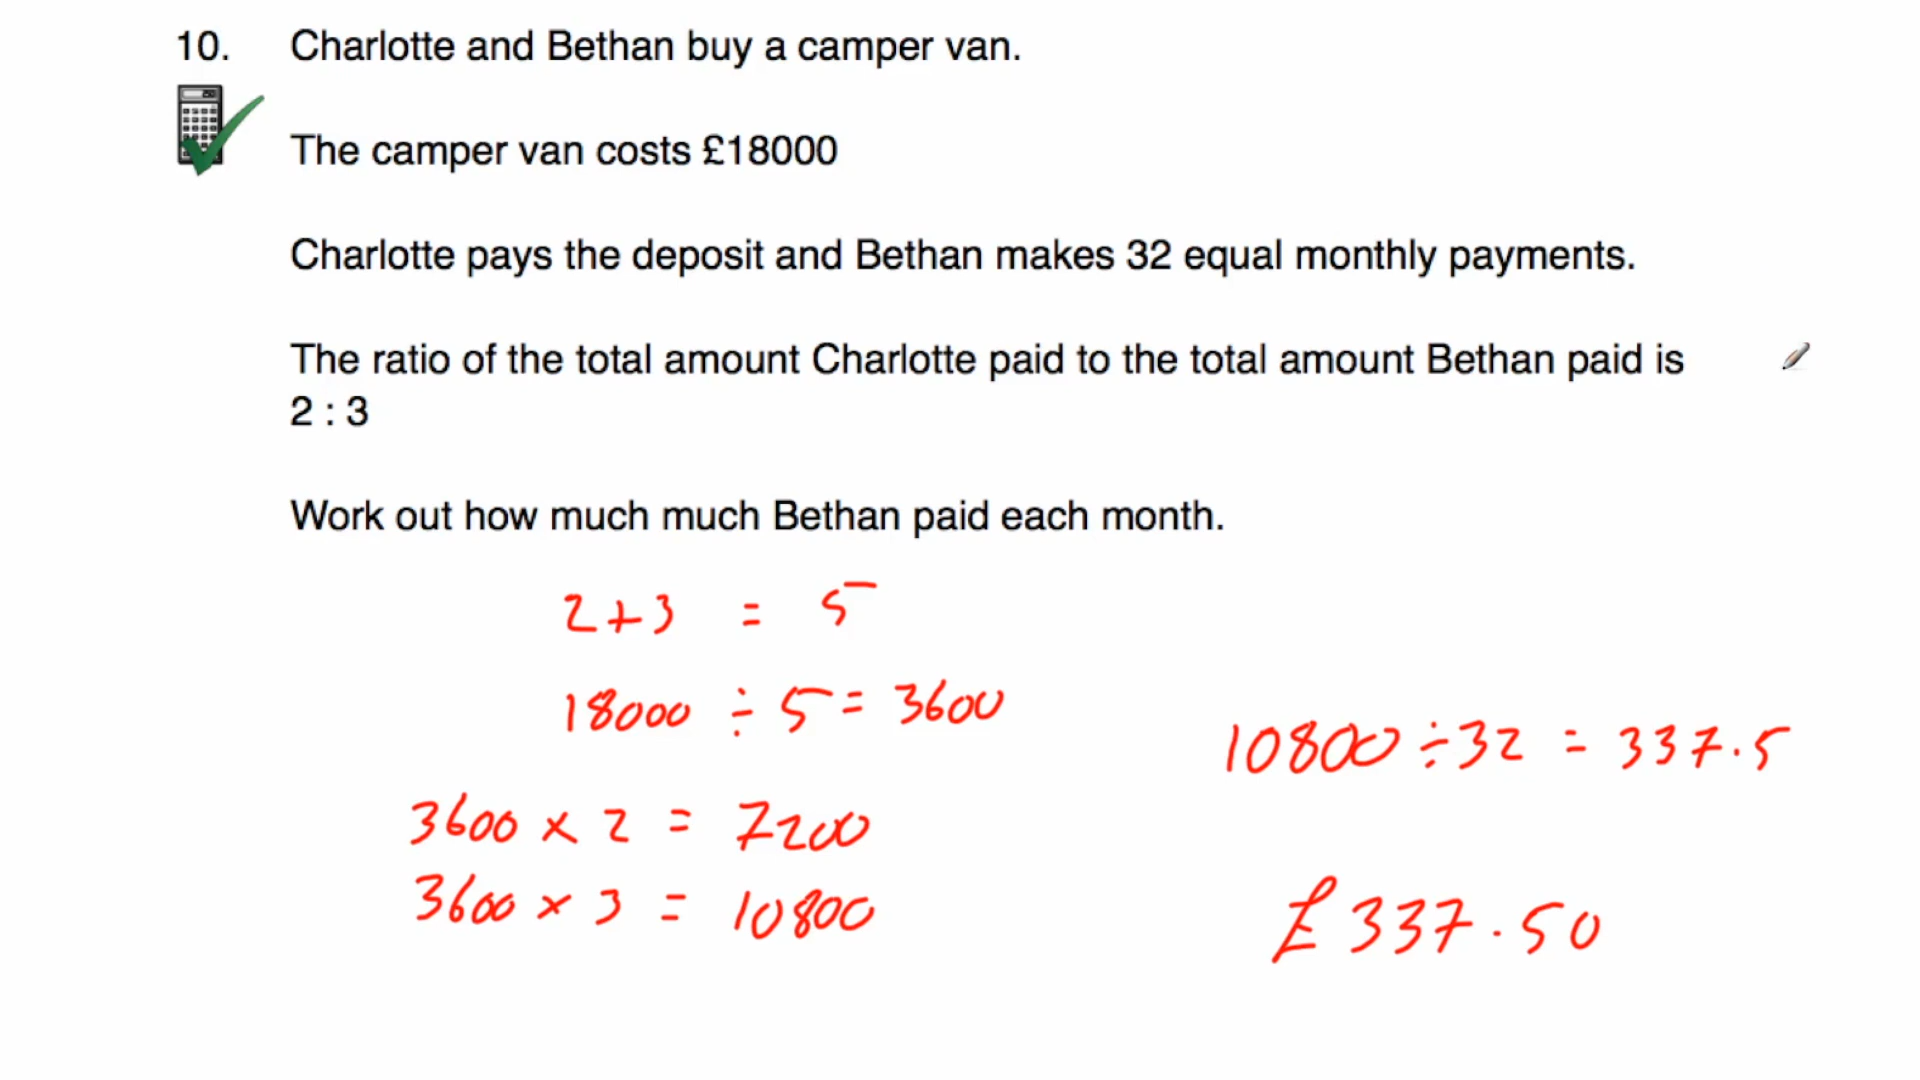 10. Charlotte and Bethan buy a camper van.
The camper van costs £18000
Charlotte pays the deposit and Bethan makes 32 equal monthly payments.
The ratio of the total amount Charlotte paid to the total amount Bethan paid is
2 : 3
Work out how much much Bethan paid each month.
2+3 = 5
18000 ÷ 5 = 3600
3600 × 2 = 7200
3600 × 3 = 10800
10800 ÷ 32 = 337.5
£337.50